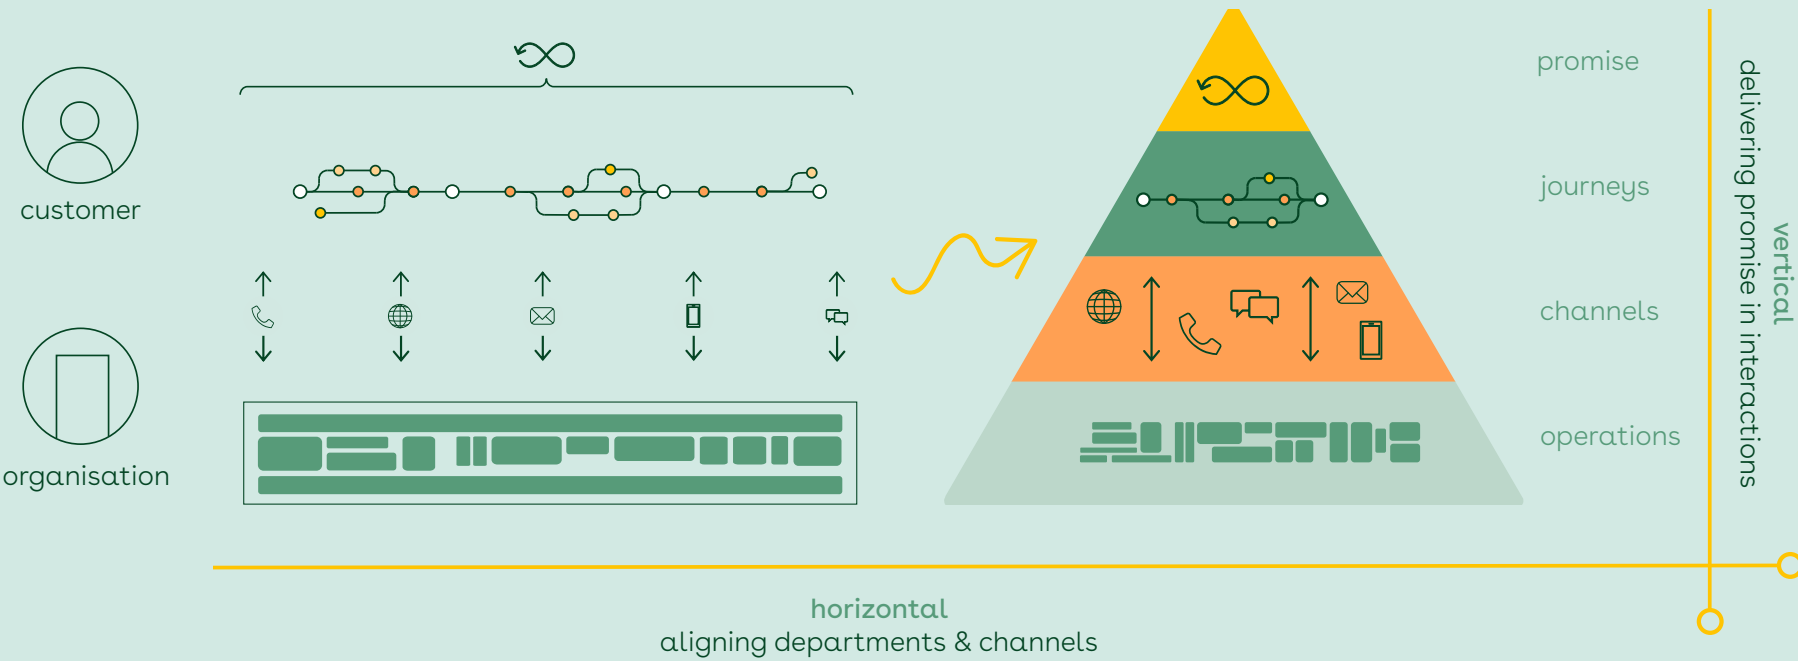 customer
organisation
promise
journeys
channels
operations
vertical
delivering promise in interactions
horizontal
aligning departments & channels